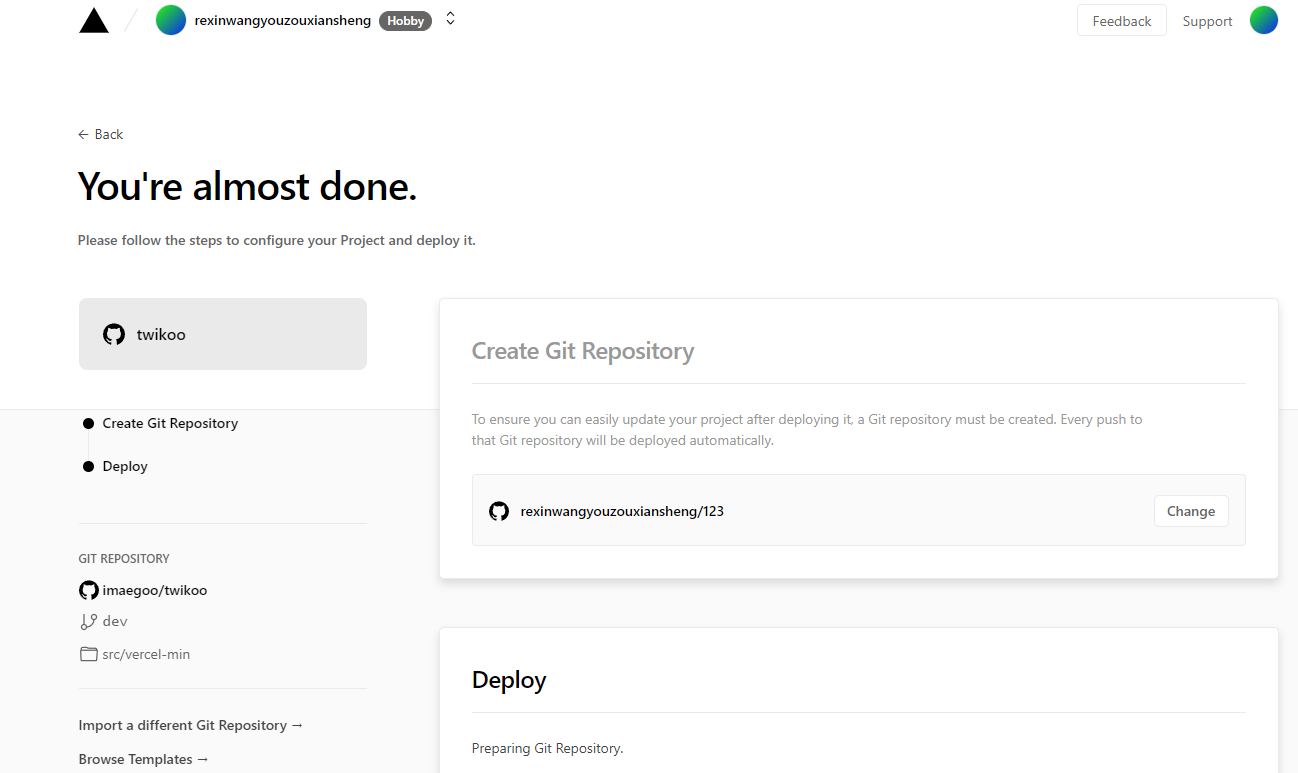 rexinwangyouzouxiansheng Hobby
Feedback Support
← Back
You're almost done.
Please follow the steps to configure your Project and deploy it.
twikoo
Create Git Repository
Deploy
GIT REPOSITORY
imaegoo/twikoo
dev
src/vercel-min
Import a different Git Repository →
Browse Templates →
Create Git Repository
To ensure you can easily update your project after deploying it, a Git repository must be created. Every push to
that Git repository will be deployed automatically.
rexinwangyouzouxiansheng/123
Change
Deploy
Preparing Git Repository.